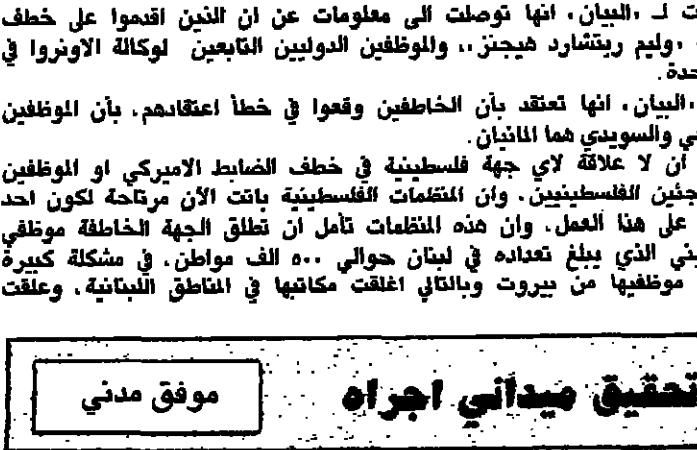 ت لـ «البيان» انها توصلت الى معلومات عن ان الذين اقدموا على خطف
«وليم ريتشارد هيجنز»، والموظفين الدوليين التابعين لوكالة الاونروا في
حدة.
«البيان» انها تعتقد بأن الخاطفين وقعوا في خطأ اعتقادهم، بأن الموظفين
ي والسويدي هما المانيان.
ان لا علاقة لاي جهة فلسطينية في خطف الضابط الاميركي او الموظفين
جئين الفلسطينيين، وان المنظمات الفلسطينية باتت الآن مرتاحة لكون احد
على هذا العمل، وان هذه المنظمات تأمل ان تطلق الجهة الخاطفة موظفي
يني الذي يبلغ تعداده في لبنان حوالي ٥٠٠ الف مواطن، في مشكلة كبيرة
موظفيها من بيروت وبالتالي اغلقت مكاتبها في المناطق اللبنانية، وعلقت
تحقيق ميداني اجراه
موفق مدني